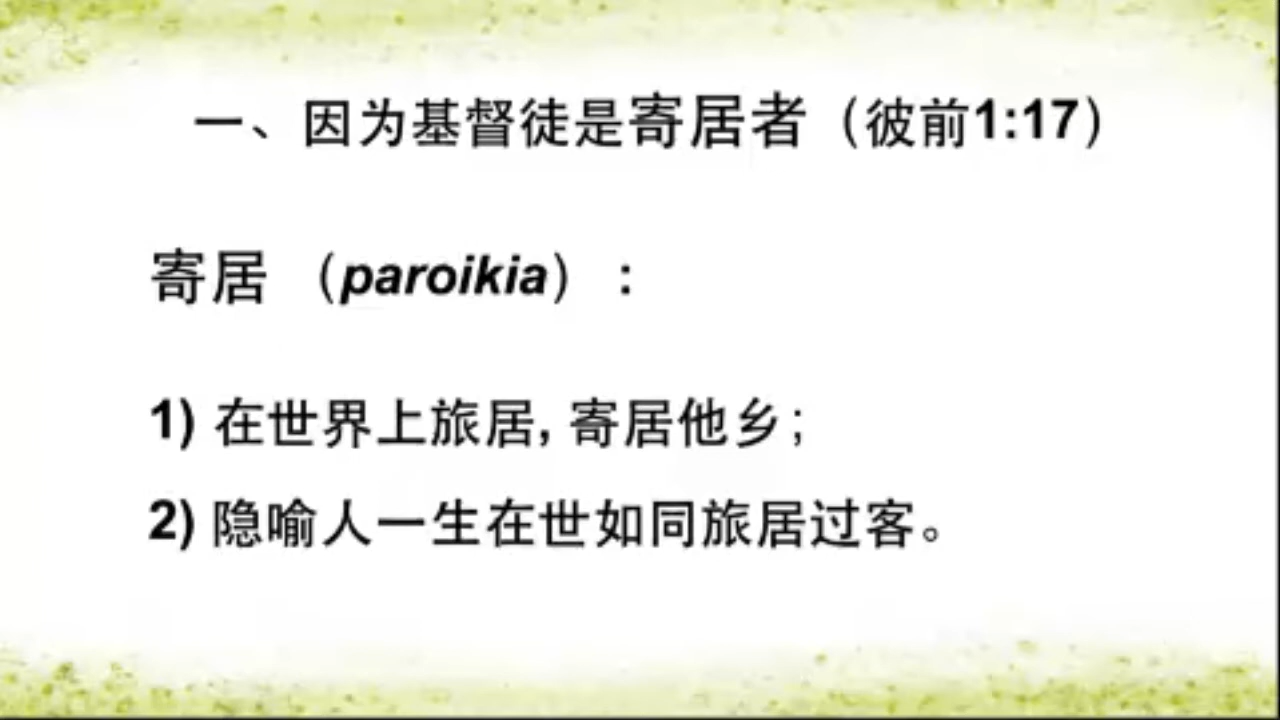 一、因为基督徒是寄居者（彼前1:17）
寄居 （paroikia）：
1) 在世界上旅居, 寄居他乡;
2) 隐喻人一生在世如同旅居过客。